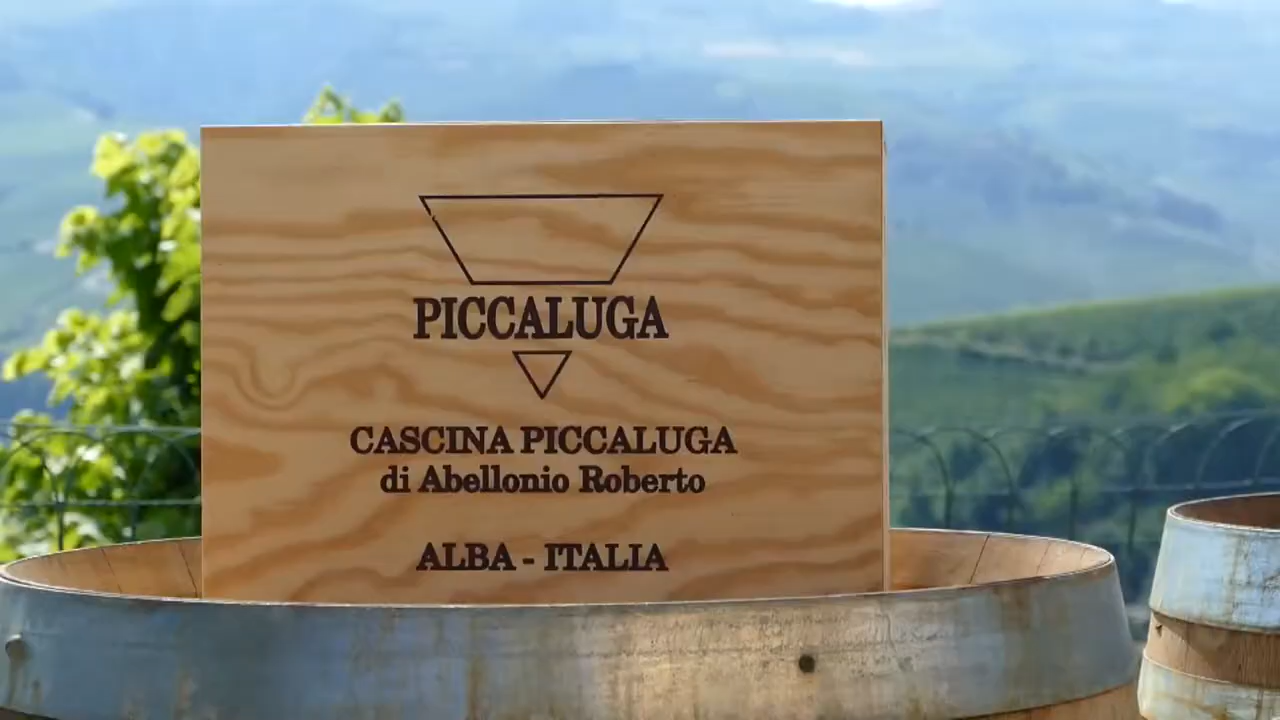 PICCALUGA
CASCINA PICCALUGA
di Abellonio Roberto
ALBA - ITALIA